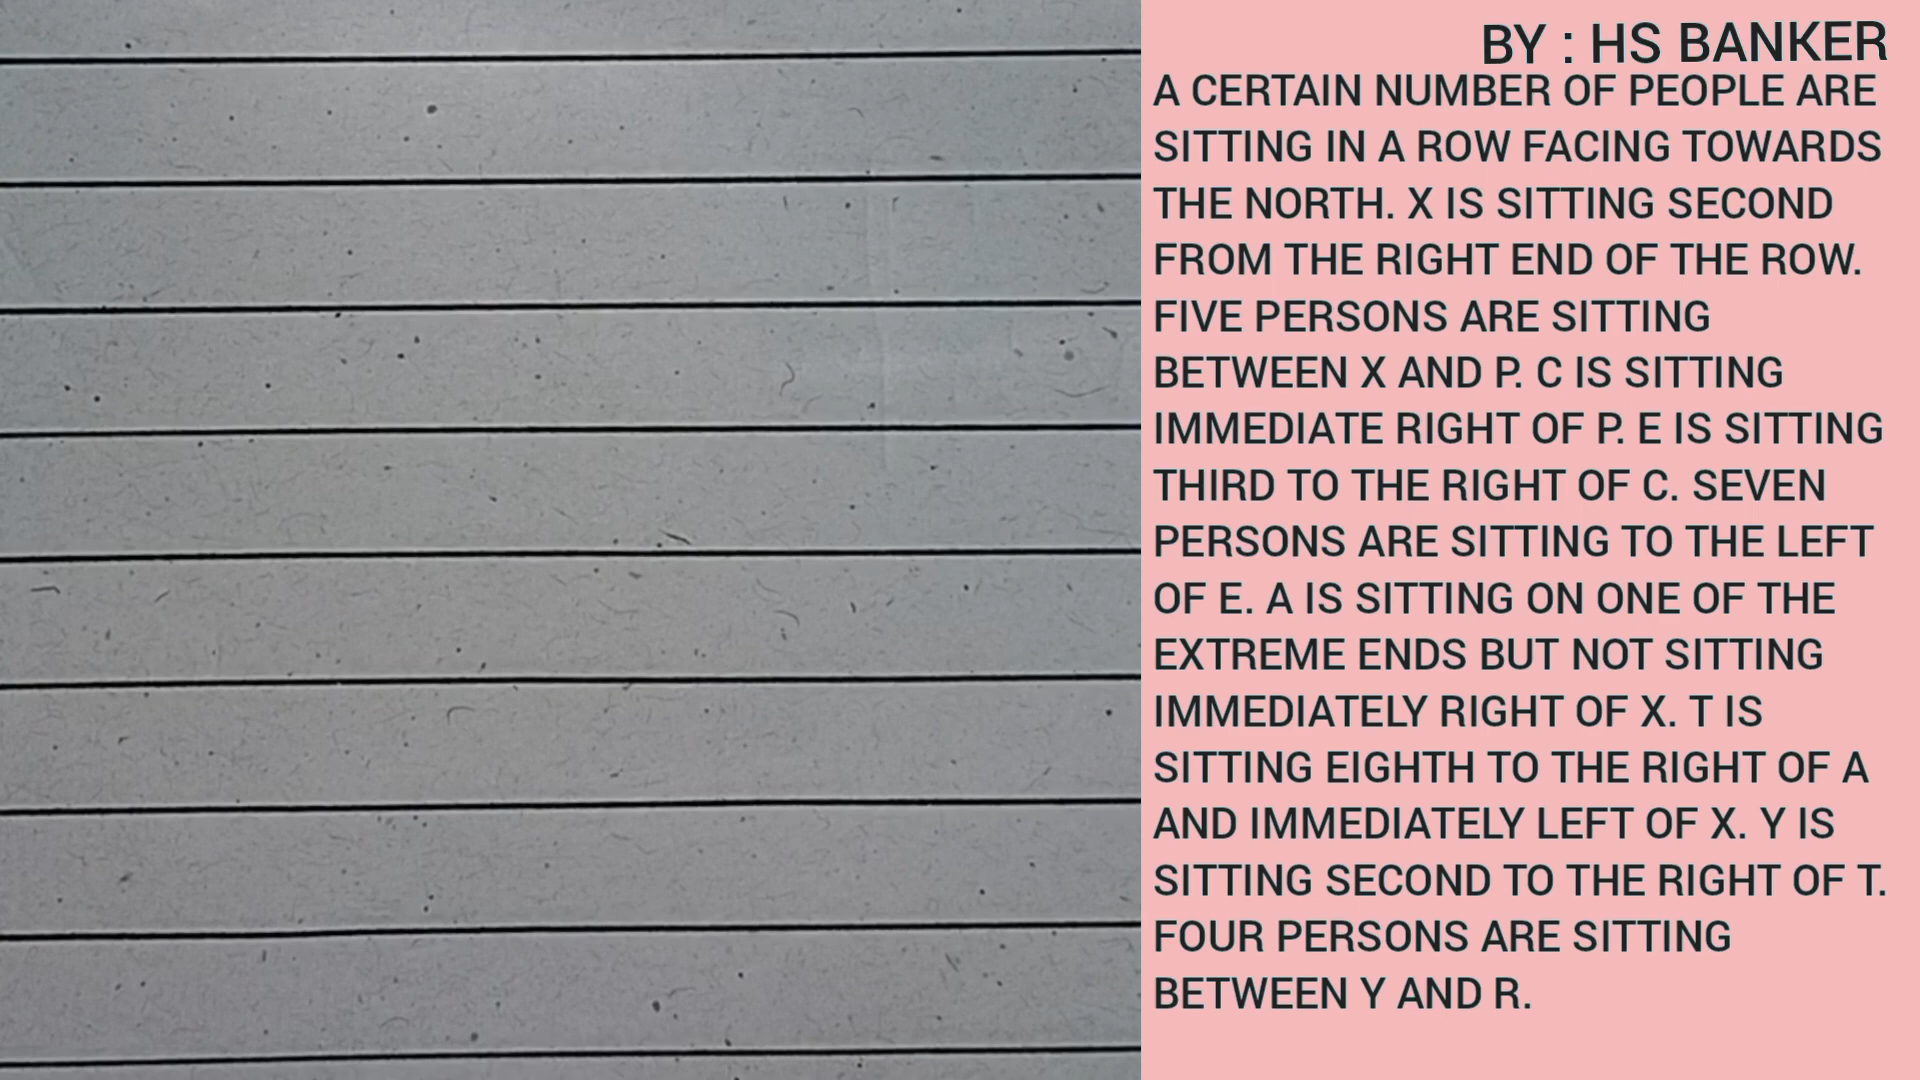 BY : HS BANKER
A CERTAIN NUMBER OF PEOPLE ARE
SITTING IN A ROW FACING TOWARDS
THE NORTH. X IS SITTING SECOND
FROM THE RIGHT END OF THE ROW.
FIVE PERSONS ARE SITTING
BETWEEN X AND P. C IS SITTING
IMMEDIATE RIGHT OF P. E IS SITTING
THIRD TO THE RIGHT OF C. SEVEN
PERSONS ARE SITTING TO THE LEFT
OF E. A IS SITTING ON ONE OF THE
EXTREME ENDS BUT NOT SITTING
IMMEDIATELY RIGHT OF X. T IS
SITTING EIGHTH TO THE RIGHT OF A
AND IMMEDIATELY LEFT OF X. Y IS
SITTING SECOND TO THE RIGHT OF T.
FOUR PERSONS ARE SITTING
BETWEEN Y AND R.